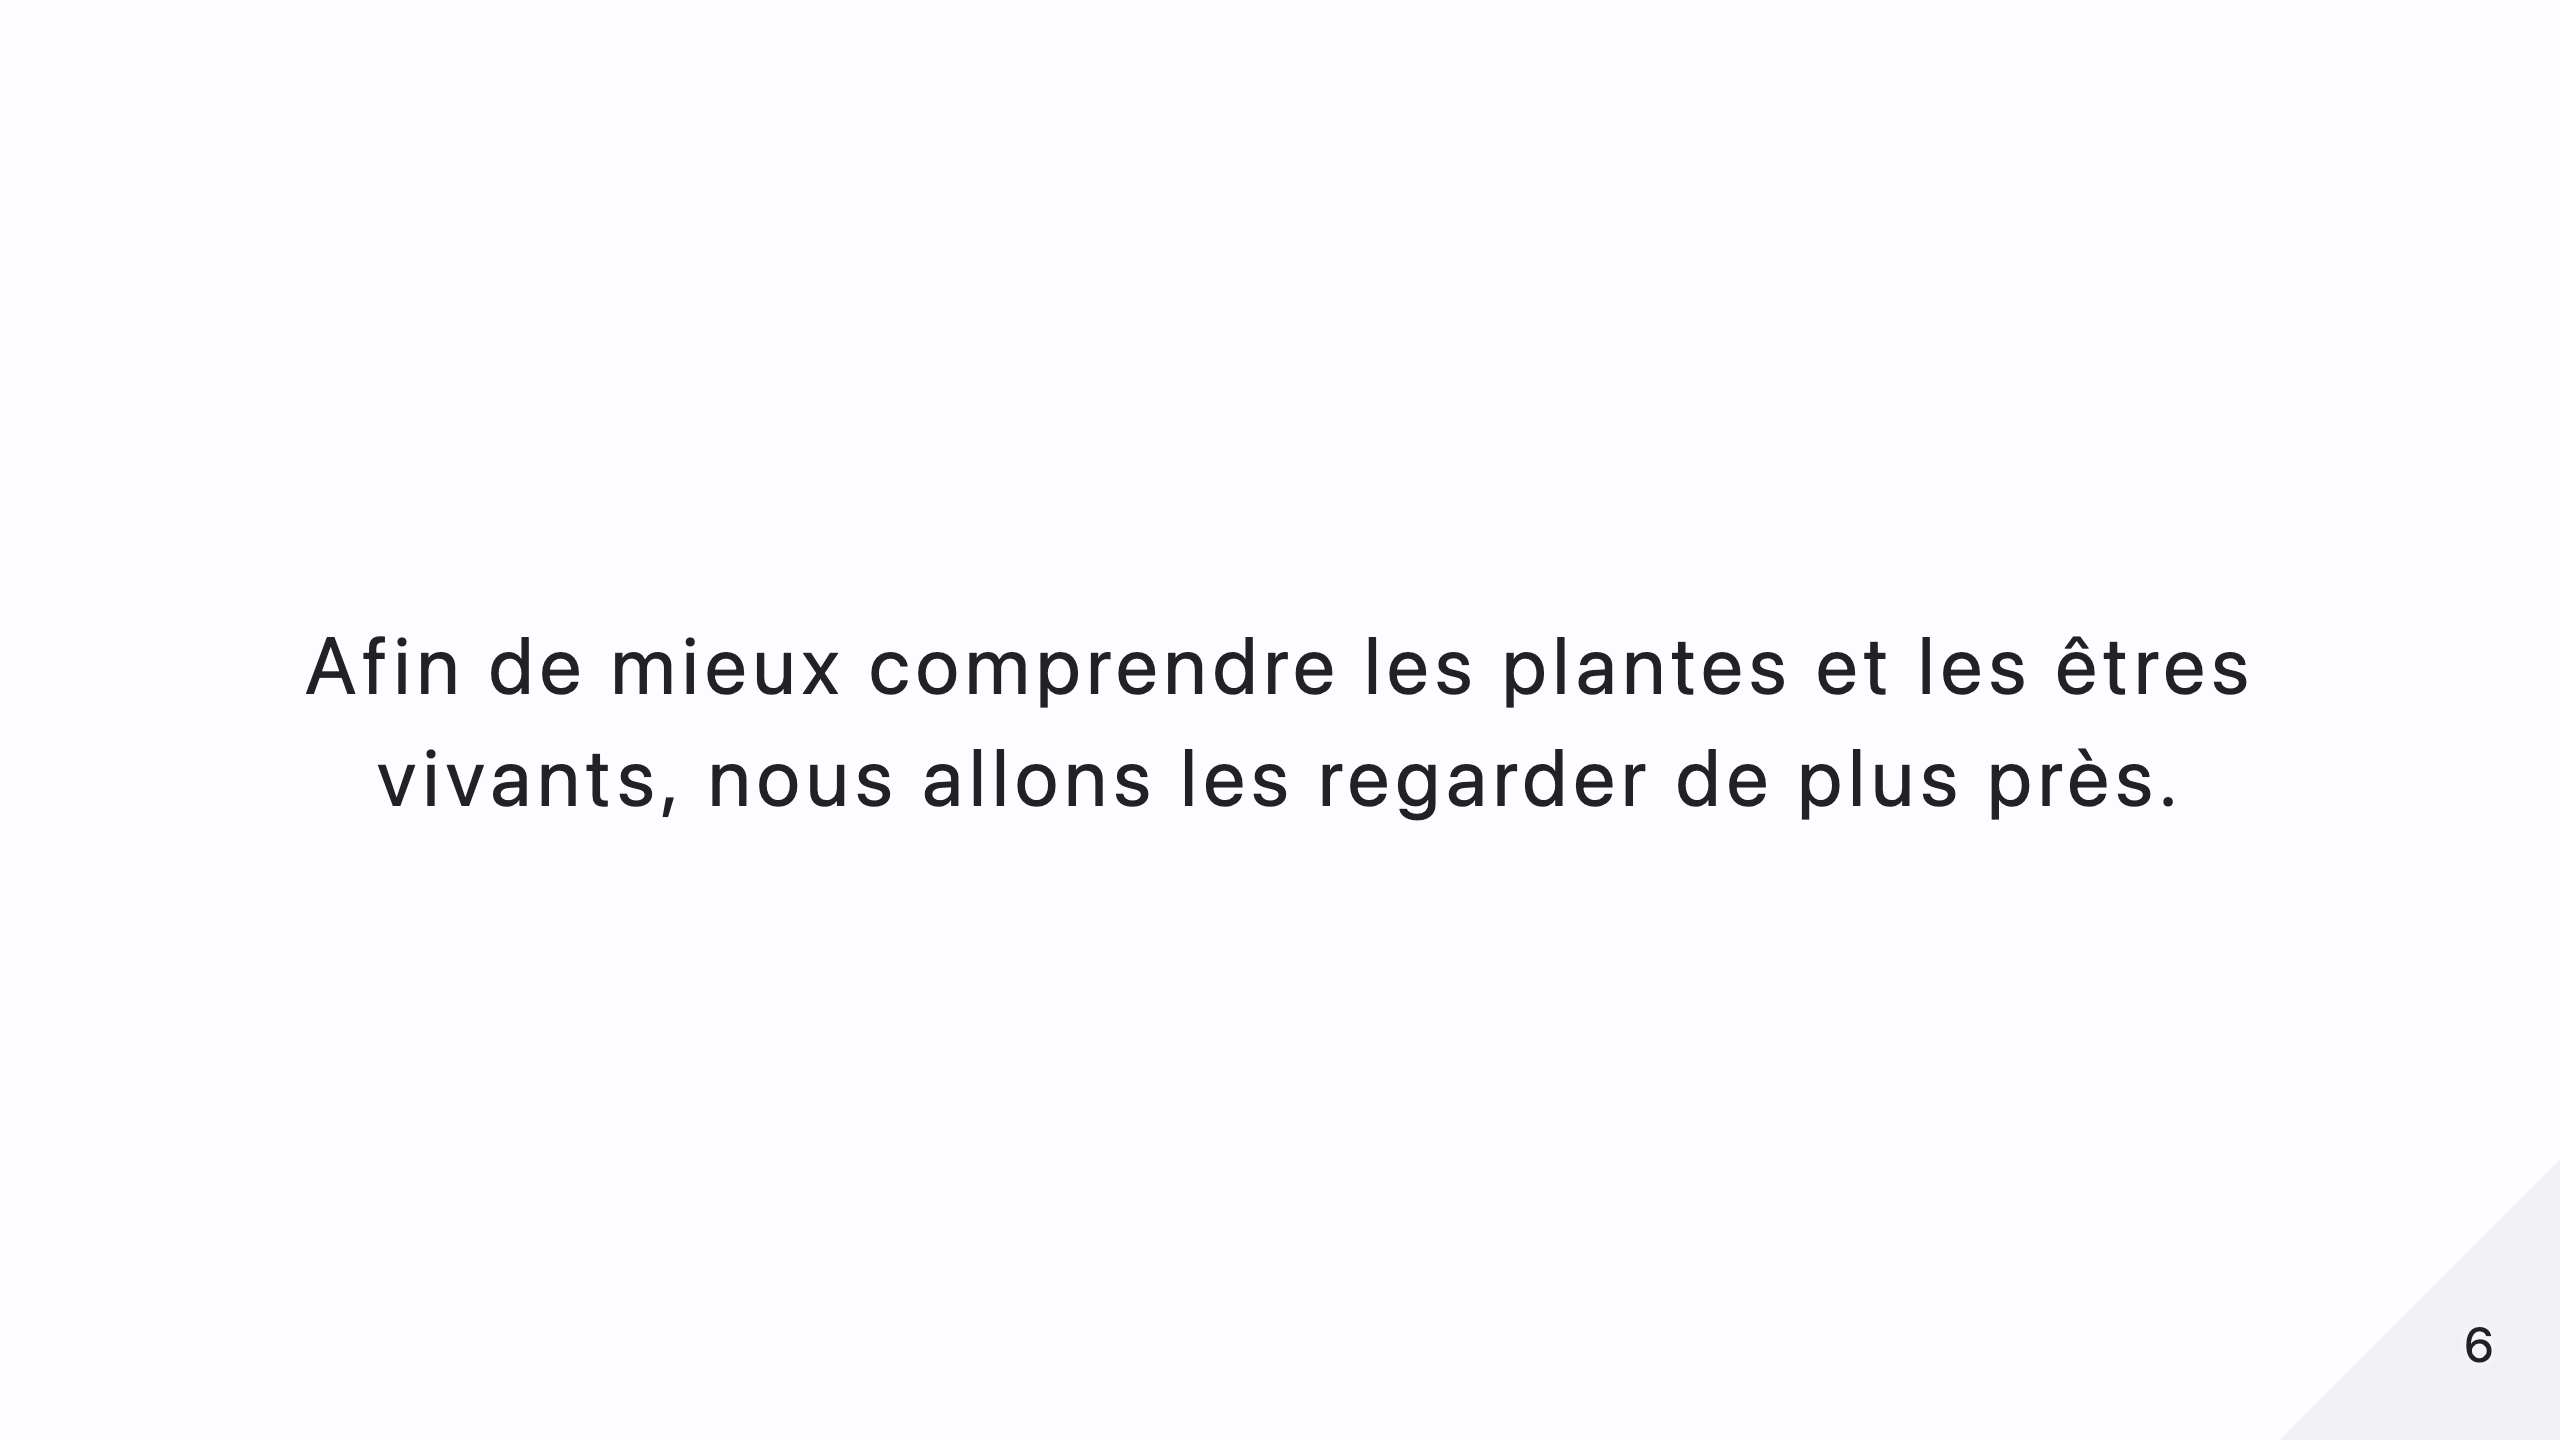 Afin de mieux comprendre les plantes et les êtres
vivants, nous allons les regarder de plus près.
6